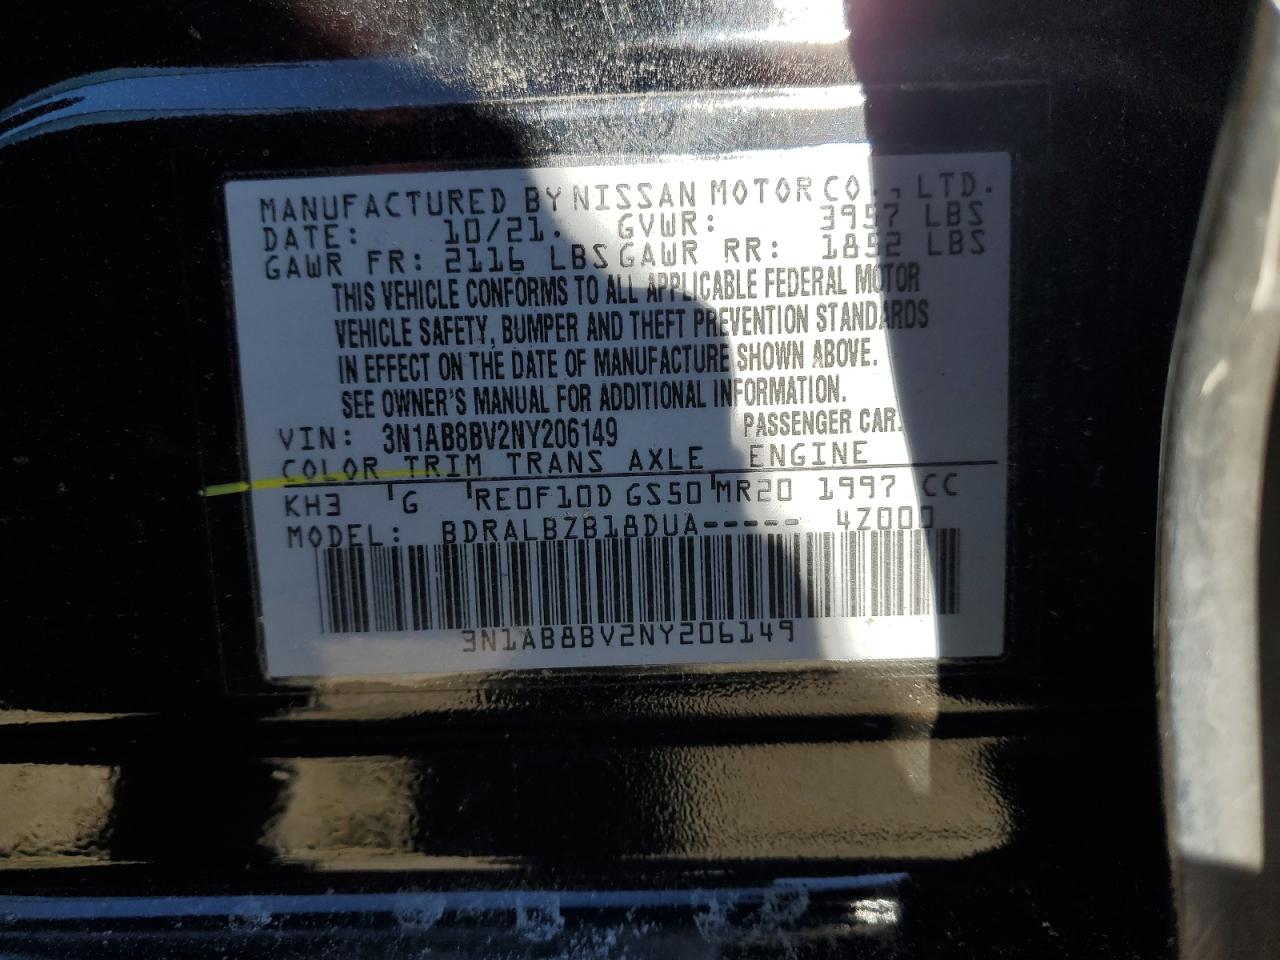 MANUFACTURED BY NISSAN MOTOR CO., LTD.
DATE: 10/21. GVWR: 3957 LBS
GAWR FR: 2116 LBS GAWR RR: 1852 LBS
THIS VEHICLE CONFORMS TO ALL APPLICABLE FEDERAL MOTOR
VEHICLE SAFETY, BUMPER AND THEFT PREVENTION STANDARDS
IN EFFECT ON THE DATE OF MANUFACTURE SHOWN ABOVE.
SEE OWNER'S MANUAL FOR ADDITIONAL INFORMATION.
VIN: 3N1AB8BV2NY206149 PASSENGER CAR.
COLOR TRIM TRANS AXLE ENGINE
KH3 G RE0F10D GS50 MR20 1997 CC
MODEL: BDRALBZB18DUA----- 4Z000
3N1AB8BV2NY206149